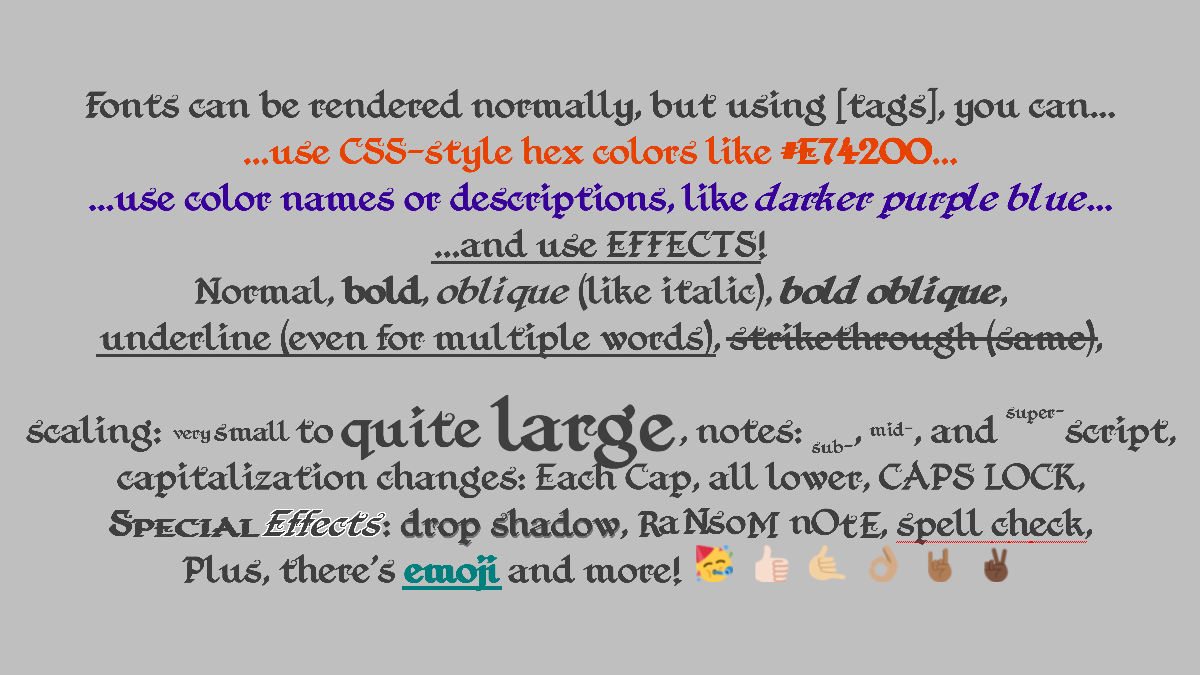 Fonts can be rendered normally, but using [tags], you can...
...use CSS-style hex colors like #E74200...
...use color names or descriptions, like darker purple blue...
...and use EFFECTS!
Normal, bold, oblique (like italic), bold oblique,
underline (even for multiple words), strikethrough (same),
scaling: very small to quite large, notes: sub-, mid-, and super-script,
capitalization changes: Each Cap, all lower, CAPS LOCK,
Special Effects: drop shadow, RaNsoM nOtE, spell check,
Plus, there's emoji and more! 🥳 👍🏻 🤙🏼 👌🏽 🤘🏾 ✌🏿